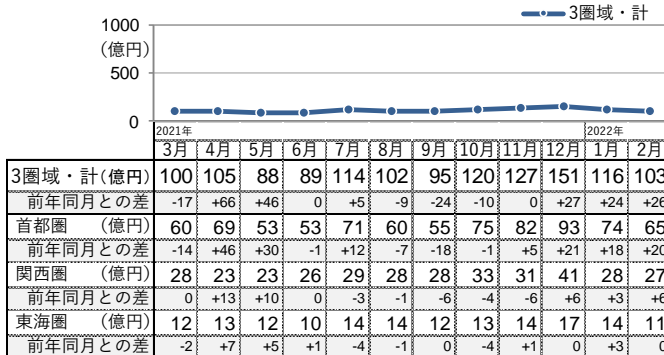 3圏域・計
1000
(億円)
500
0
2021年 2022年
3月 4月 5月 6月 7月 8月 9月 10月 11月 12月 1月 2月
3圏域・計(億円) 100 105 88 89 114 102 95 120 127 151 116 103
前年同月との差 -17 +66 +46 0 +5 -9 -24 -10 0 +27 +24 +26
首都圏 (億円) 60 69 53 53 71 60 55 75 82 93 74 65
前年同月との差 -14 +46 +30 -1 +12 -7 -18 -1 +5 +21 +18 +20
関西圏 (億円) 28 23 23 26 29 28 28 33 31 41 28 27
前年同月との差 0 +13 +10 0 -3 -1 -6 -4 -6 +6 +3 +6
東海圏 (億円) 12 13 12 10 14 14 12 13 14 17 14 11
前年同月との差 -2 +7 +5 +1 -4 -1 0 -4 +1 0 +3 0